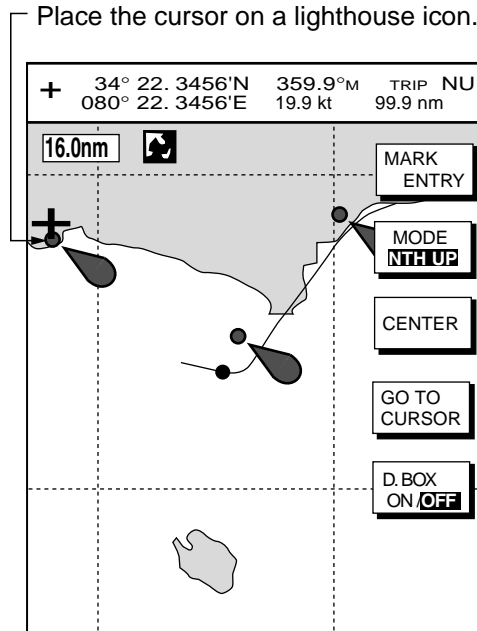 Place the cursor on a lighthouse icon.
+ 34° 22. 3456'N 359.9°M TRIP NU
080° 22. 3456'E 19.9 kt 99.9 nm
16.0nm
MARK
ENTRY
MODE
NTH UP
CENTER
GO TO
CURSOR
D. BOX
ON /OFF